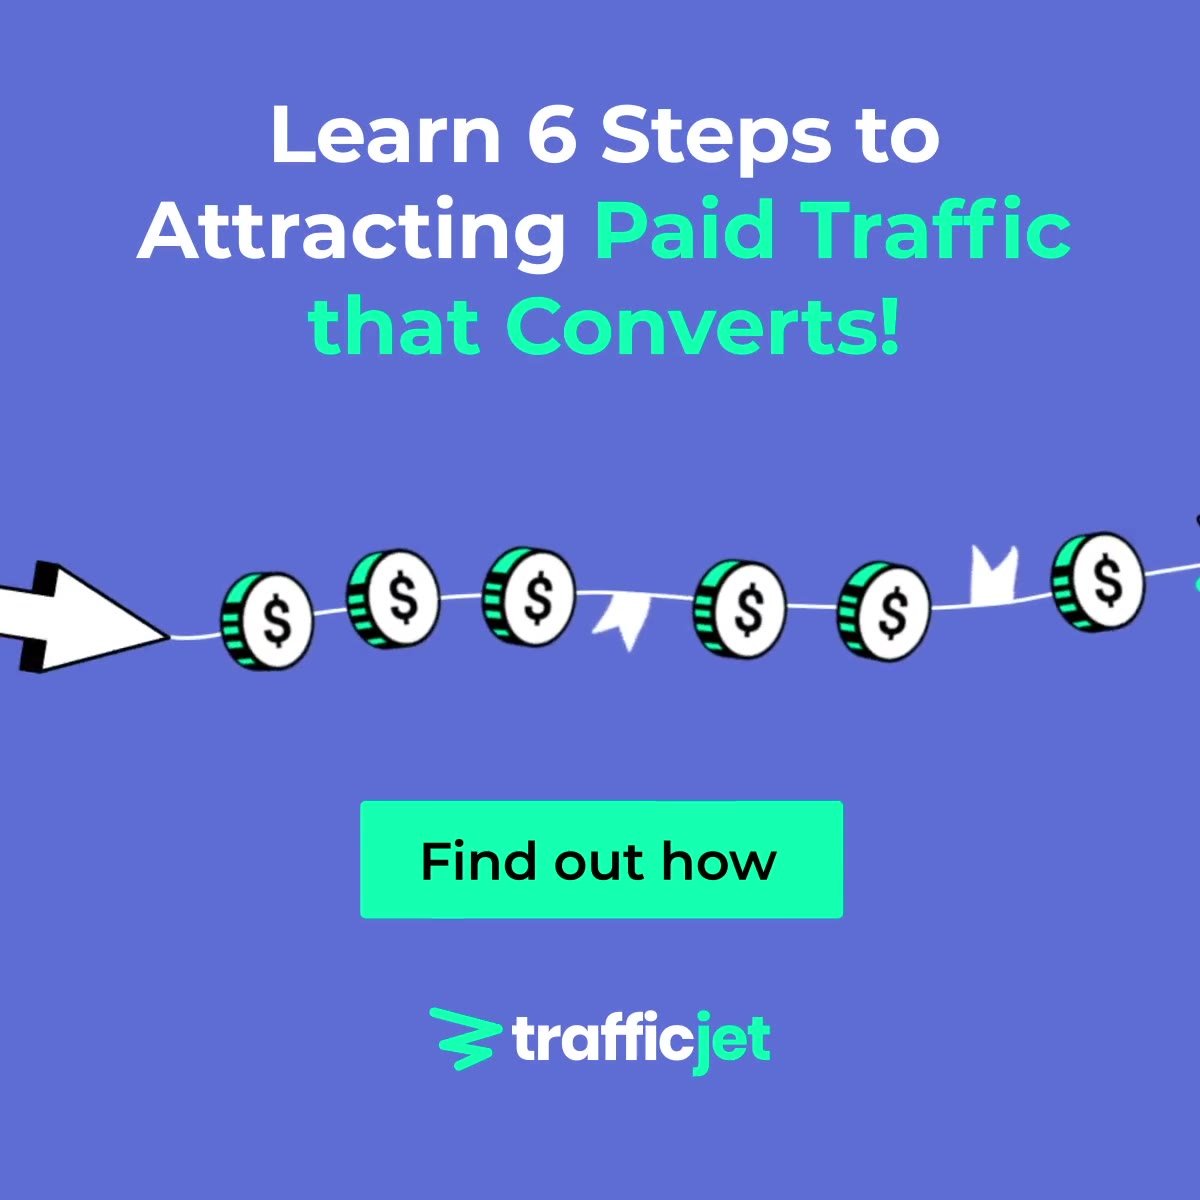 Learn 6 Steps to
Attracting Paid Traffic
that Converts!
$ $ $ $ $ $
Find out how
trafficjet